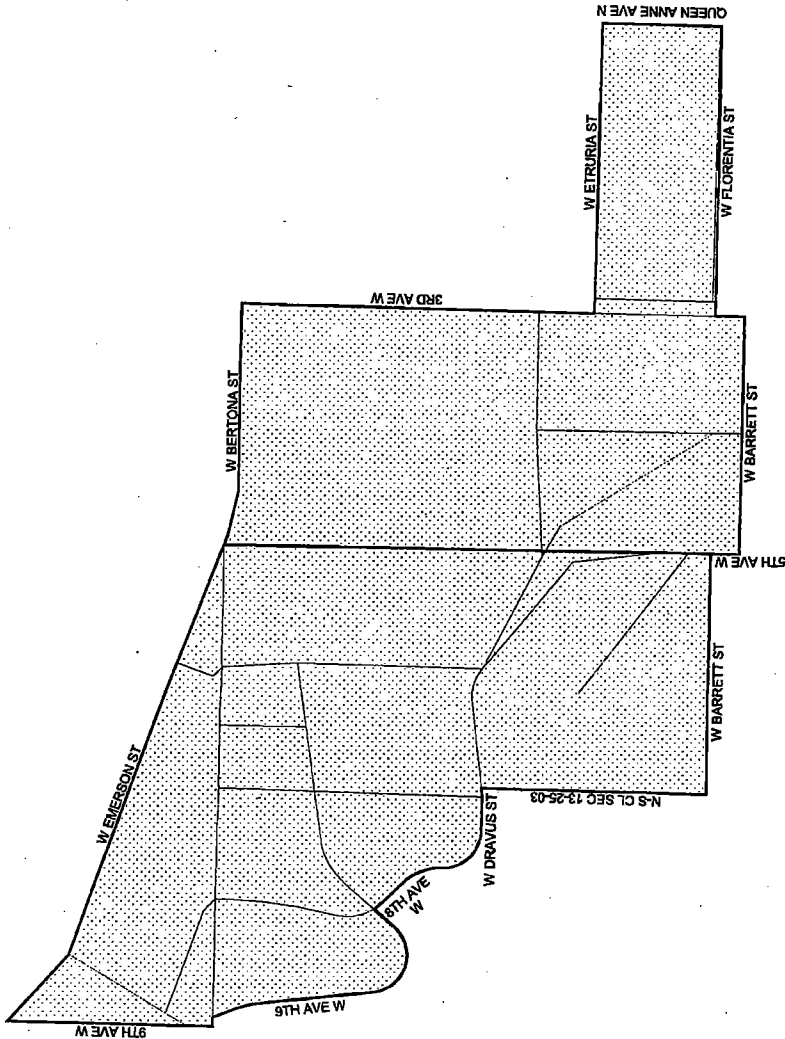 QUEEN ANNE AVE N
W ETRURIA ST
W FLORENTIA ST
3RD AVE W
W BERTONA ST
W BARRETT ST
5TH AVE W
W EMERSON ST
W BARRETT ST
N-S CL SEC 13-25-03
W DRAVUS ST
8TH AVE
W
9TH AVE W
9TH AVE W